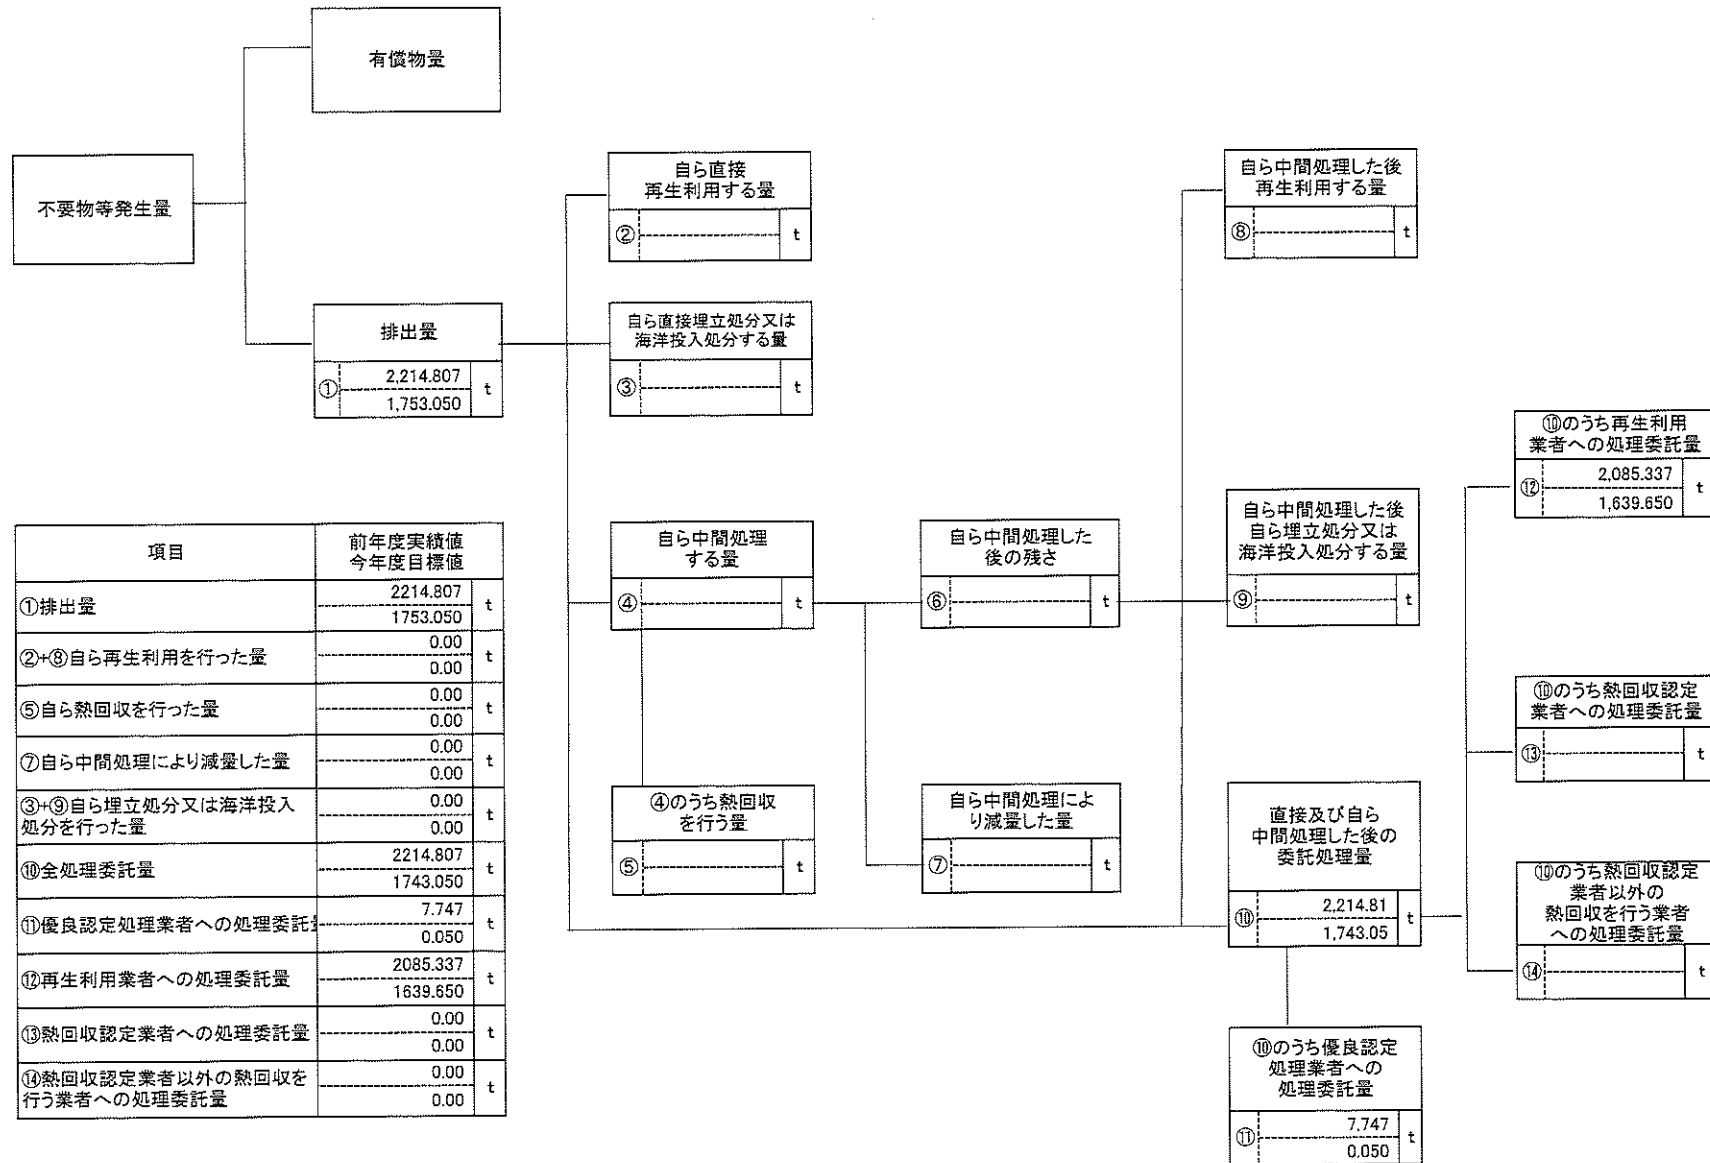 有償物量
不要物等発生量
排出量
①
2,214.807
1,753.050
t
自ら直接
再生利用する量
②
t
自ら直接埋立処分又は
海洋投入処分する量
③
t
自ら中間処理
する量
④
t
④のうち熱回収
を行う量
⑤
t
自ら中間処理した
後の残さ
⑥
t
自ら中間処理によ
り減量した量
⑦
t
自ら中間処理した後
再生利用する量
⑧
t
自ら中間処理した後
自ら埋立処分又は
海洋投入処分する量
⑨
t
直接及び自ら
中間処理した後の
委託処理量
⑩
2,214.81
1,743.05
t
⑩のうち優良認定
処理業者への
処理委託量
⑪
7.747
0.050
t
⑩のうち再生利用
業者への処理委託量
⑫
2,085.337
1,639.650
t
⑩のうち熱回収認定
業者への処理委託量
⑬
t
⑩のうち熱回収認定
業者以外の
熱回収を行う業者
への処理委託量
⑭
t
項目
前年度実績値
今年度目標値
①排出量
2214.807
1753.050
t
②+⑧自ら再生利用を行った量
0.00
0.00
t
⑤自ら熱回収を行った量
0.00
0.00
t
⑦自ら中間処理により減量した量
0.00
0.00
t
③+⑨自ら埋立処分又は海洋投入
処分を行った量
0.00
0.00
t
⑩全処理委託量
2214.807
1743.050
t
⑪優良認定処理業者への処理委託
7.747
0.050
t
⑫再生利用業者への処理委託量
2085.337
1639.650
t
⑬熱回収認定業者への処理委託量
0.00
0.00
t
⑭熱回収認定業者以外の熱回収を
行う業者への処理委託量
0.00
0.00
t